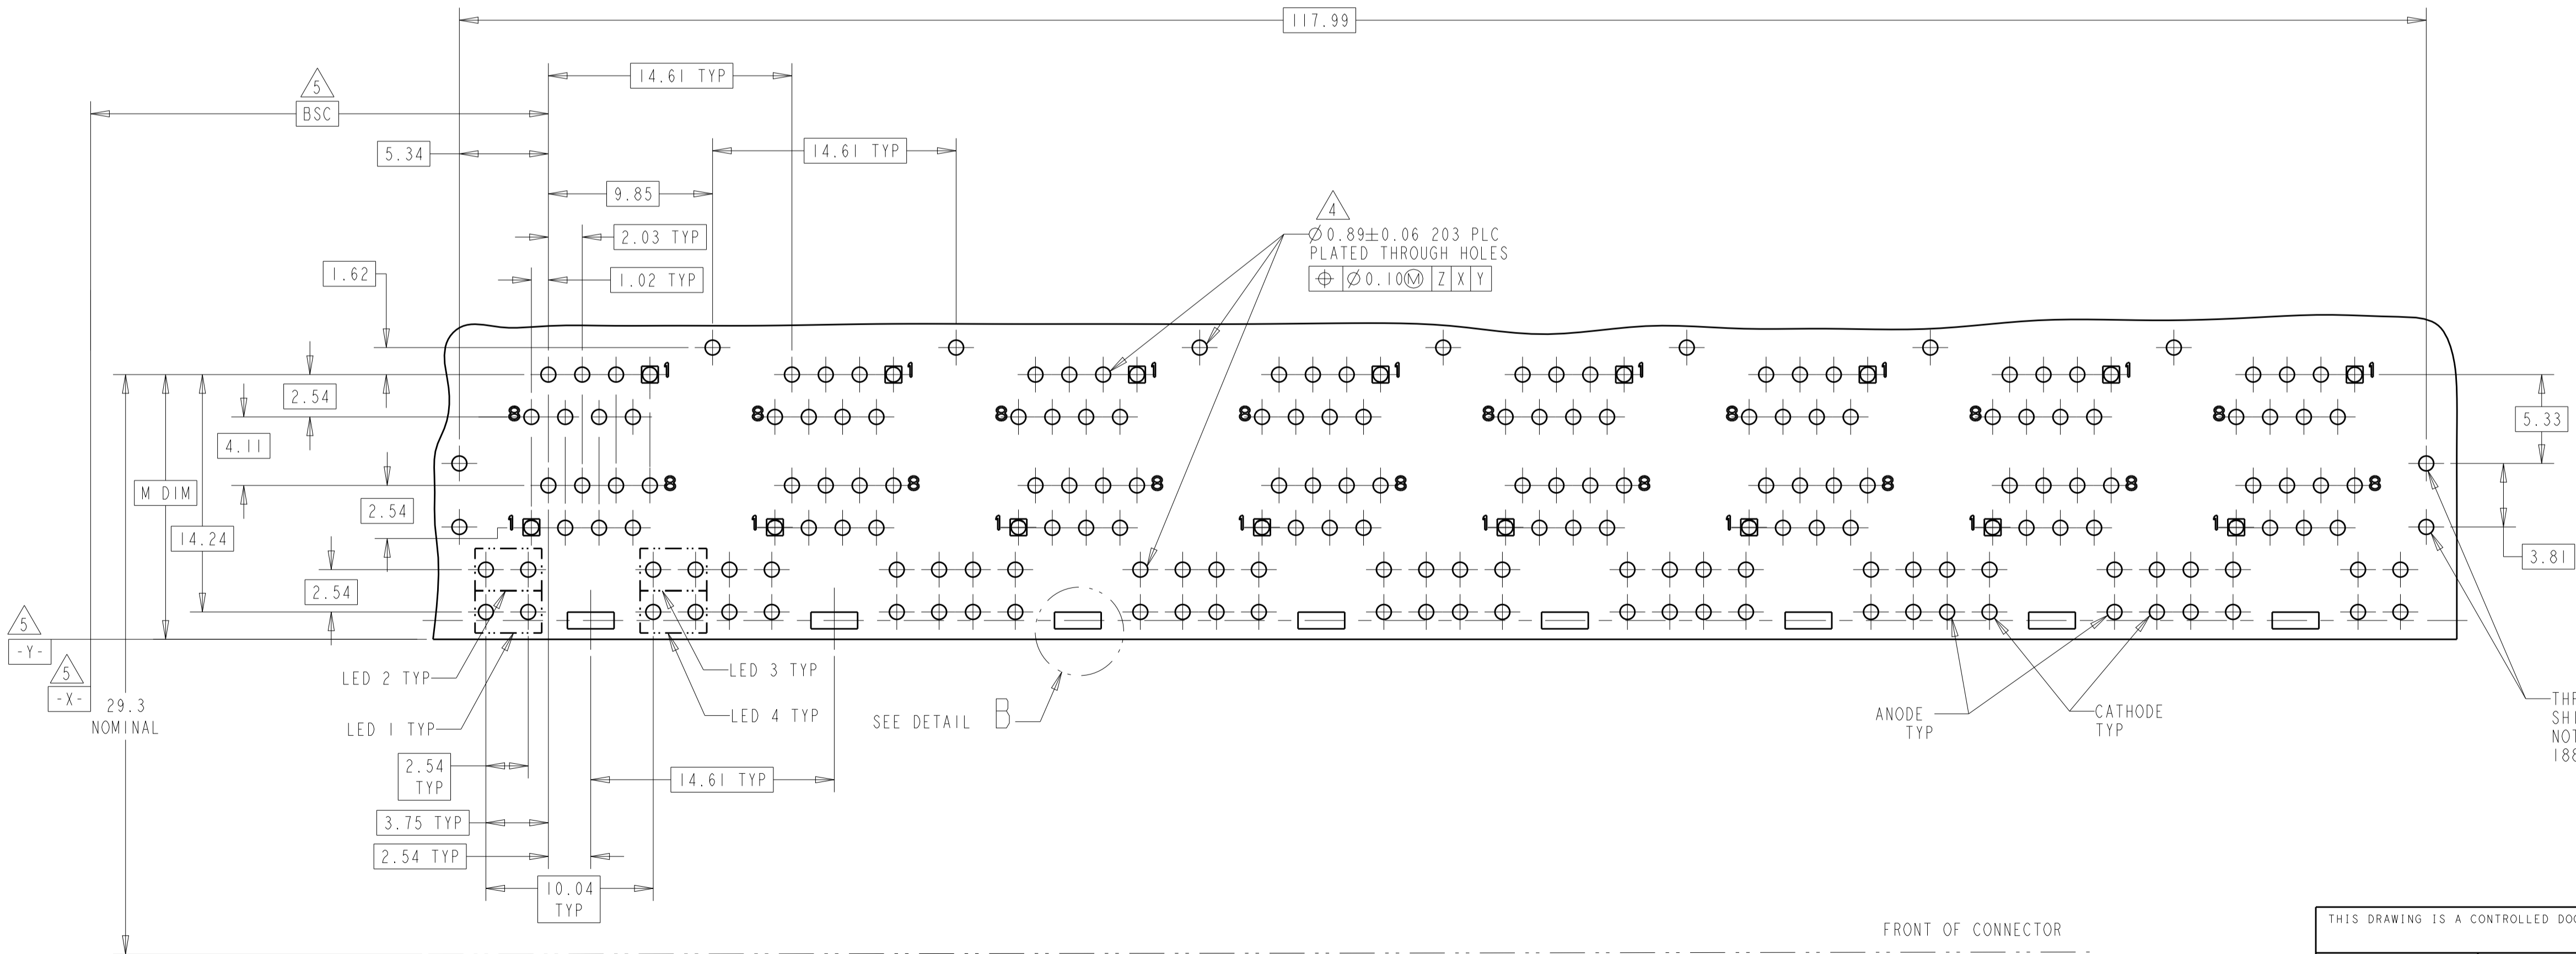 117.99
14.61 TYP
5
BSC
5.34
14.61 TYP
9.85
4
2.03 TYP
Ø0.89±0.06 203 PLC
PLATED THROUGH HOLES
1.62
1.02 TYP
⌖ Ø0.10Ⓜ Z X Y
1 1 1 1 1 1 1 1
2.54
8 8 8 8 8 8 8 8
5.33
4.11
M DIM
8 8 8 8 8 8 8 8
2.54
1 1 1 1 1 1 1 1
14.24
3.81
2.54
5
-Y-
5
-X-
29.3
NOMINAL
LED 2 TYP
LED 3 TYP
LED 1 TYP
LED 4 TYP
SEE DETAIL B
ANODE
TYP
CATHODE
TYP
2.54
TYP
14.61 TYP
3.75 TYP
2.54 TYP
10.04
TYP
FRONT OF CONNECTOR
THIS DRAWING IS A CONTROLLED